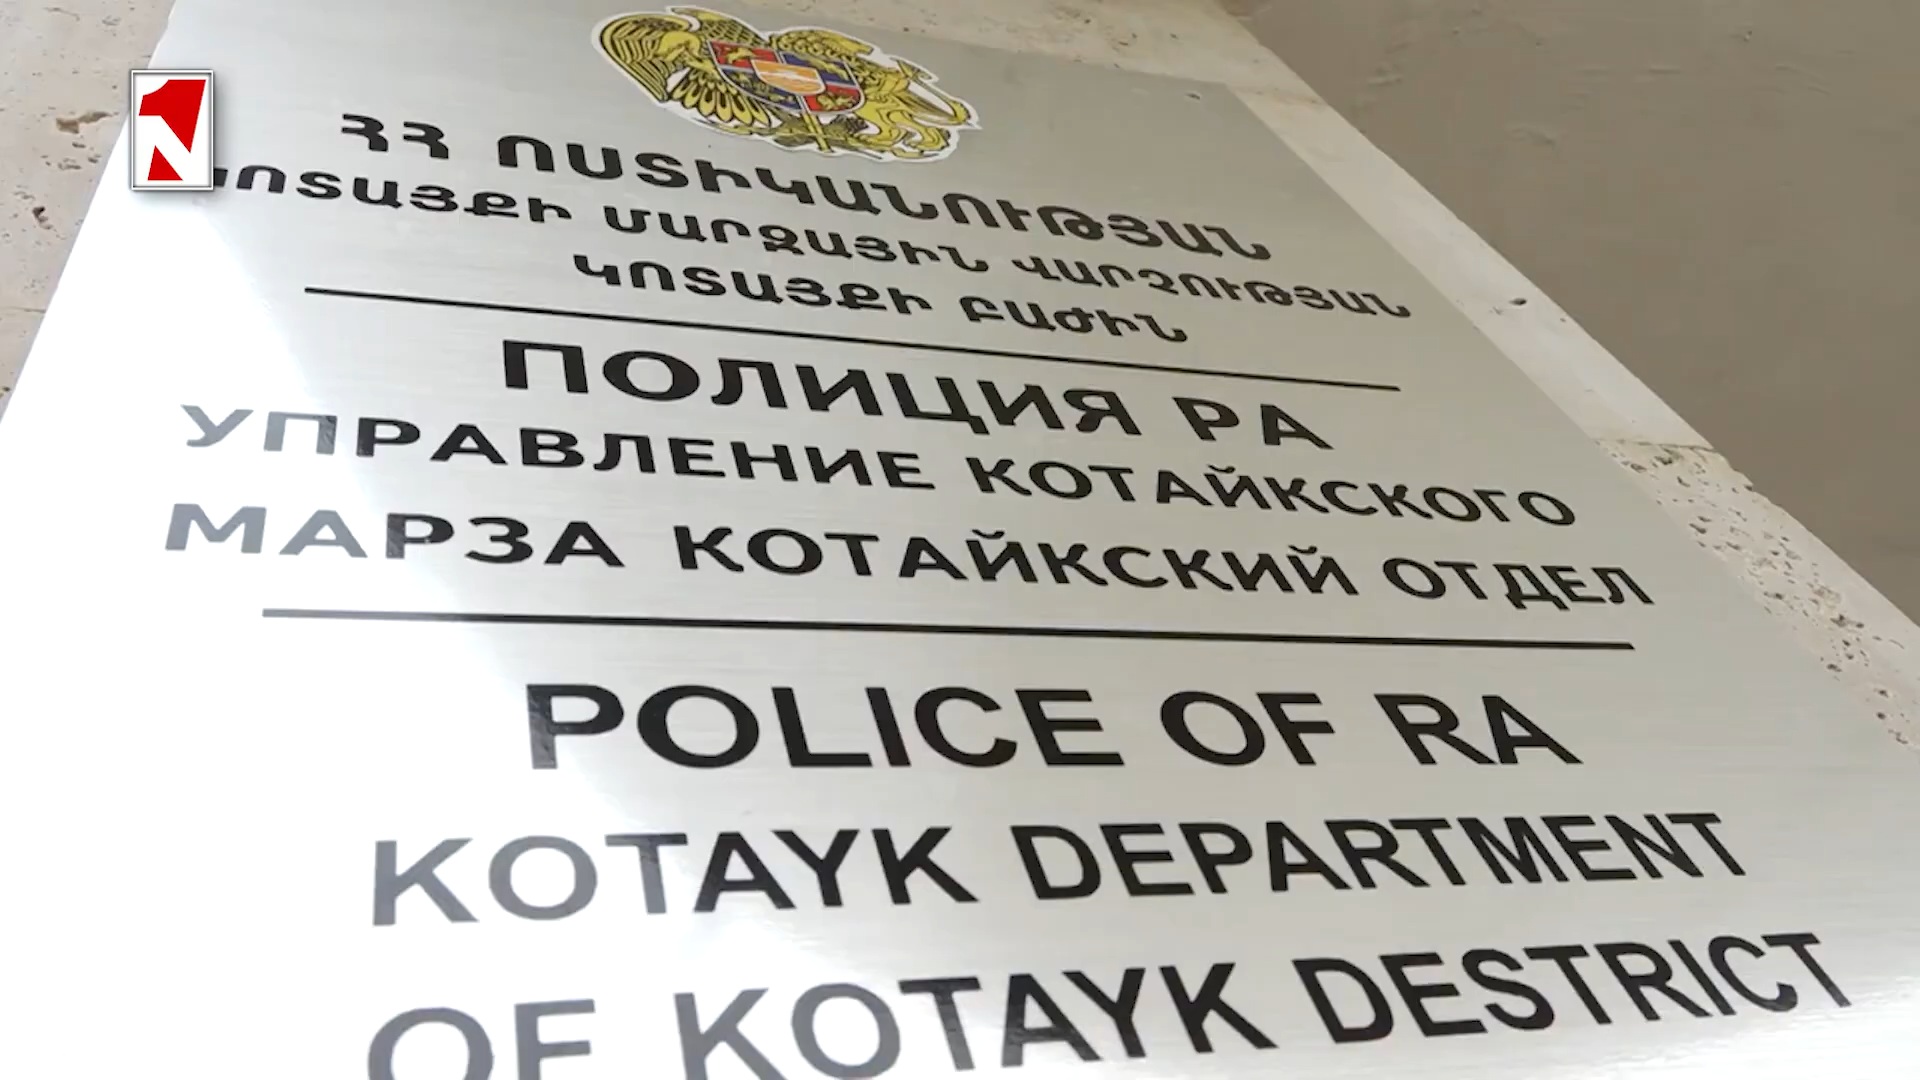 ՀՀ ՈՍՏԻԿԱՆՈՒԹՅԱՆ
ԿՈՏԱՅՔԻ ՄԱՐԶԱՅԻՆ ՎԱՐՉՈՒԹՅԱՆ
ԿՈՏԱՅՔԻ ԲԱԺԻՆ
ПОЛИЦИЯ РА
УПРАВЛЕНИЕ КОТАЙКСКОГО
МАРЗА КОТАЙКСКИЙ ОТДЕЛ
POLICE OF RA
KOTAYK DEPARTMENT
OF KOTAYK DESTRICT